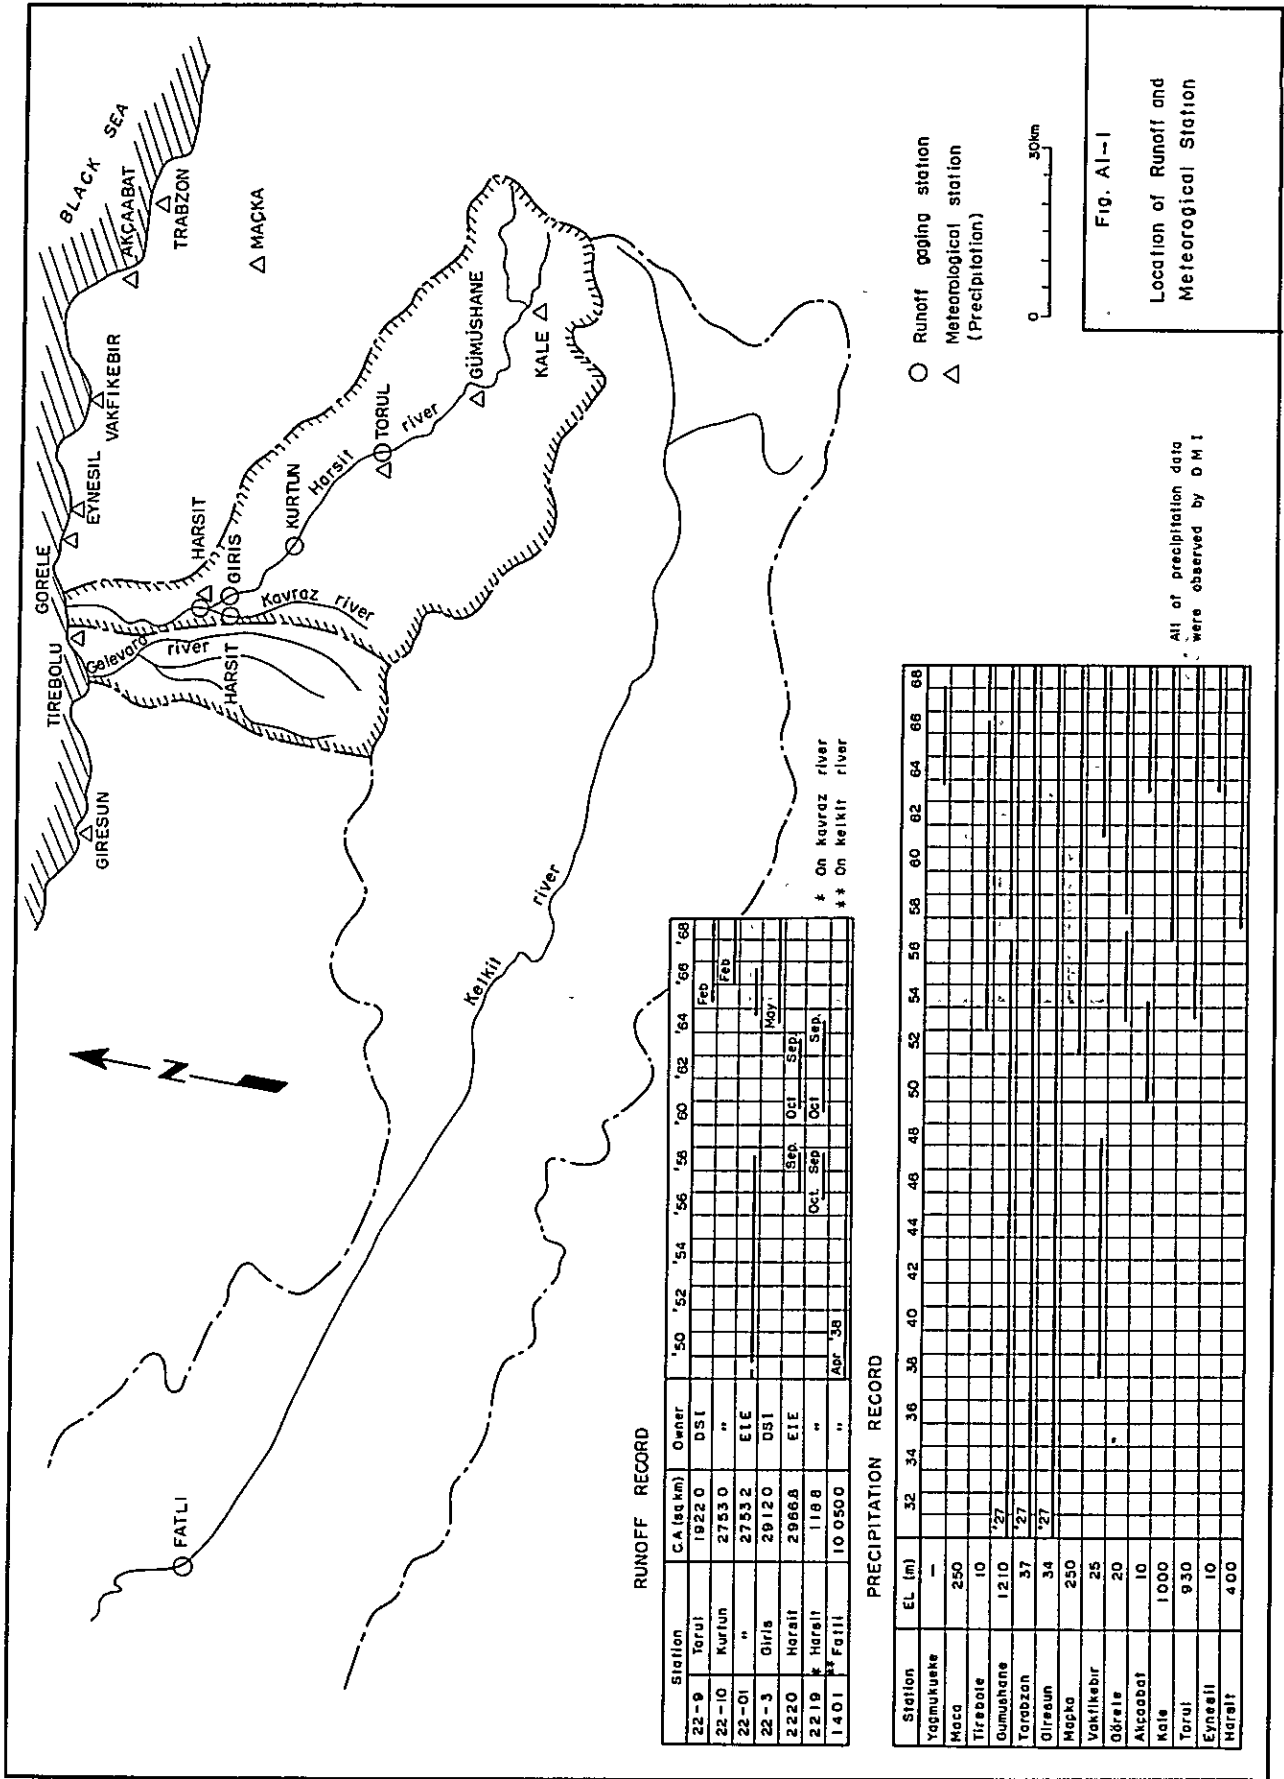 BLACK SEA
AKÇAABAT
TRABZON
MAÇKA
VAKFIKEBIR
EYNESIL
GORELE
TIREBOLU
GIRESUN
HARSIT
GIRIS
KURTUN
Harsit river
TORUL
GÜMÜSHANE
KALE
Kavraz river
Gelevara river
HARSIT
Kelkit river
FATLI
N
○ Runoff gaging station
△ Meteorological station
(Precipitation)
0 30km
RUNOFF RECORD
Station C.A (sq km) Owner '50 '52 '54 '56 '58 '60 '62 '64 '66 '68
22-9 Torul 1922 0 DSI Feb
22-10 Kurtun 2753 0 " Feb
22-01 " 2753 2 EIE
22-3 Giris 2912 0 DSI May
2220 Harsit 2966.8 EIE Sep. Oct Sep.
2219 * Harsit 118 8 " Oct. Sep Oct Sep.
1401 ** Fatli 10 050 0 " Apr '38
* On kavraz river
** On kelkit river
PRECIPITATION RECORD
Station EL (m) 32 34 36 38 40 42 44 46 48 50 52 54 56 58 60 62 64 66 68
Yagmukueke —
Maca 250
Tirebole 10
Gumushane 1210 '27
Tarabzon 37 '27
Giresun 34 '27
Maçka 250
Vakfikebir 25
Görele 20
Akçaabat 10
Kale 1000
Torul 930
Eynesil 10
Harsit 400
All of precipitation data
were observed by D M I
Fig. A1-1
Location of Runoff and
Meteorogical Station